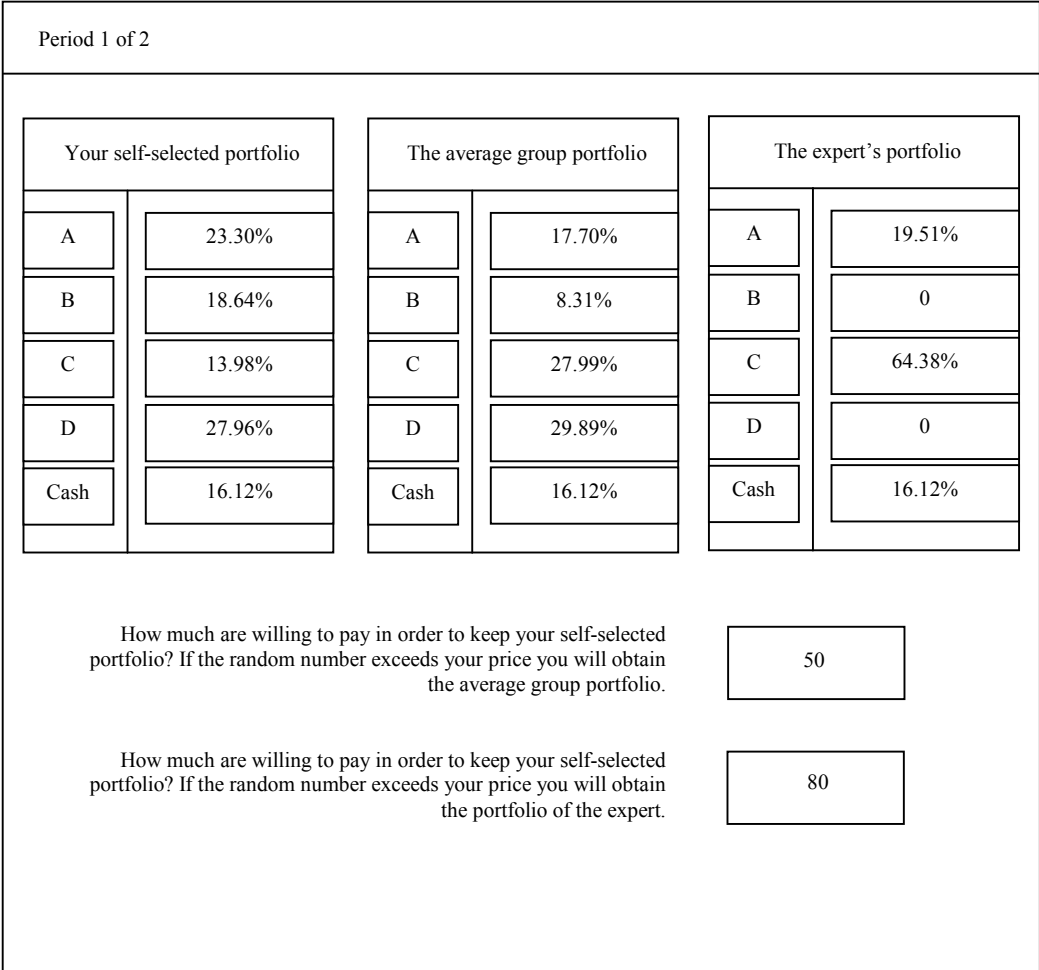 Period 1 of 2
Your self-selected portfolio
A 23.30%
B 18.64%
C 13.98%
D 27.96%
Cash 16.12%
The average group portfolio
A 17.70%
B 8.31%
C 27.99%
D 29.89%
Cash 16.12%
The expert’s portfolio
A 19.51%
B 0
C 64.38%
D 0
Cash 16.12%
How much are willing to pay in order to keep your self-selected
portfolio? If the random number exceeds your price you will obtain
the average group portfolio.
50
How much are willing to pay in order to keep your self-selected
portfolio? If the random number exceeds your price you will obtain
the portfolio of the expert.
80